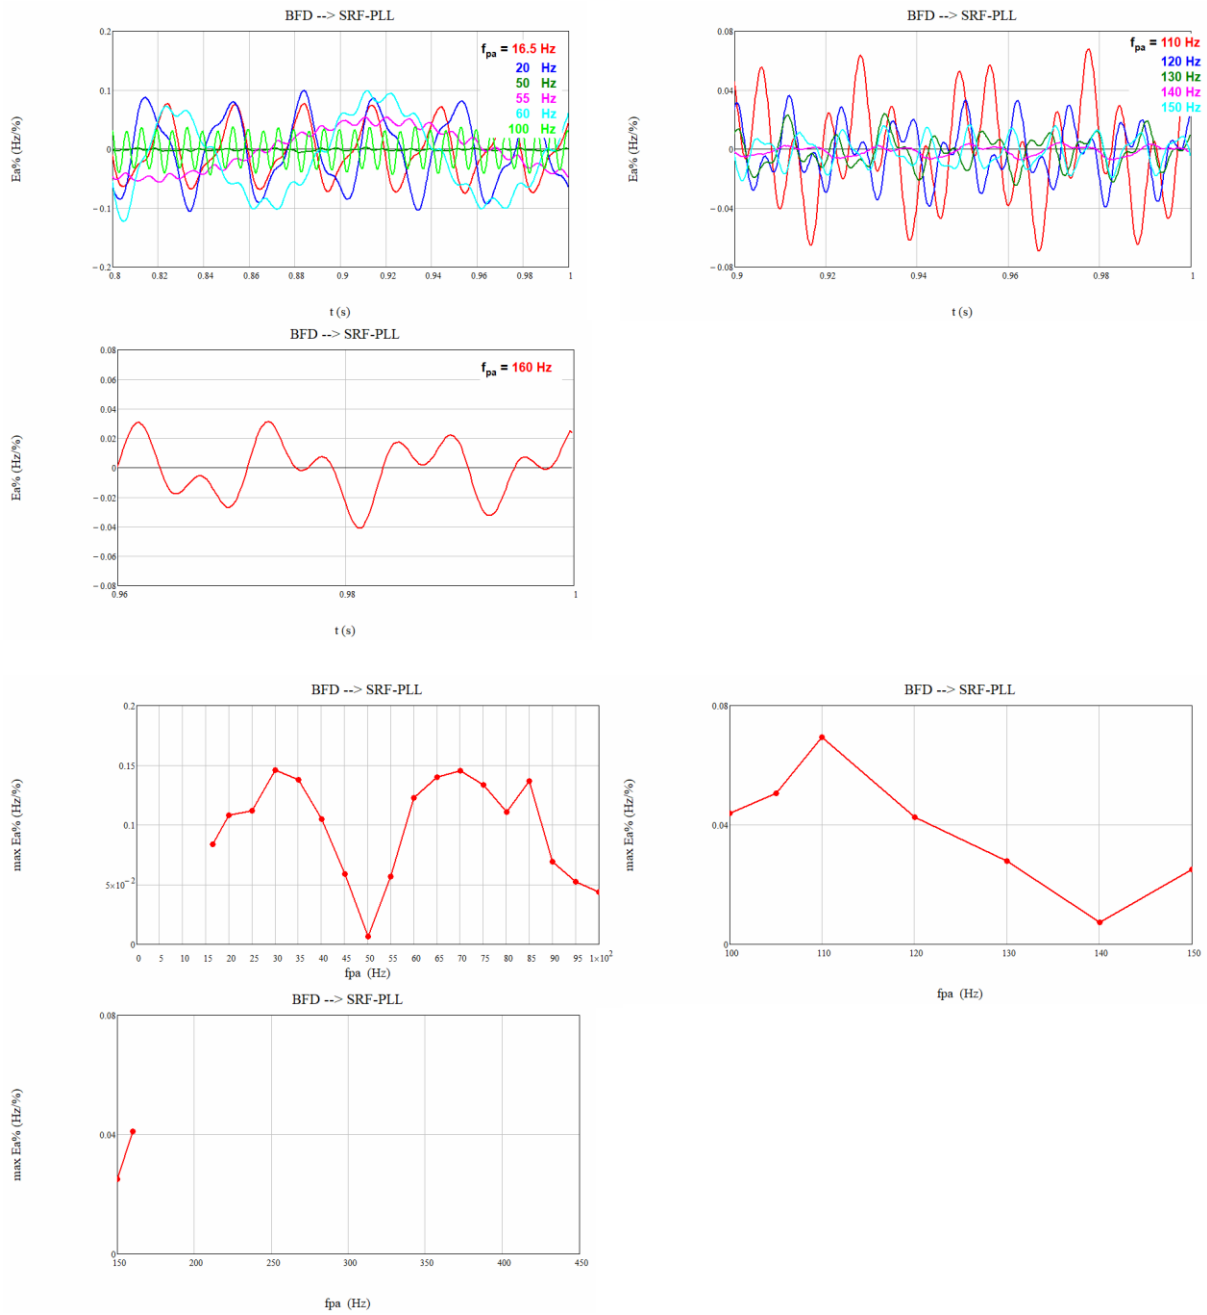 BFD --> SRF-PLL
Ea% (Hz/%)
fpa = 16.5 Hz
20 Hz
50 Hz
55 Hz
60 Hz
100 Hz
0.2
0.1
0
−0.1
−0.2
0.8 0.82 0.84 0.86 0.88 0.9 0.92 0.94 0.96 0.98 1
t (s)
BFD --> SRF-PLL
Ea% (Hz/%)
fpa = 110 Hz
120 Hz
130 Hz
140 Hz
150 Hz
0.08
0.04
0
−0.04
−0.08
0.9 0.92 0.94 0.96 0.98 1
t (s)
BFD --> SRF-PLL
Ea% (Hz/%)
fpa = 160 Hz
0.08
0.06
0.04
0.02
0
−0.02
−0.04
−0.06
−0.08
0.96 0.98 1
t (s)
BFD --> SRF-PLL
max Ea% (Hz/%)
0.2
0.15
0.1
5×10−2
0
0 5 10 15 20 25 30 35 40 45 50 55 60 65 70 75 80 85 90 95 1×102
fpa (Hz)
BFD --> SRF-PLL
max Ea% (Hz/%)
0.08
0.04
0
100 110 120 130 140 150
fpa (Hz)
BFD --> SRF-PLL
max Ea% (Hz/%)
0.08
0.04
0
150 200 250 300 350 400 450
fpa (Hz)